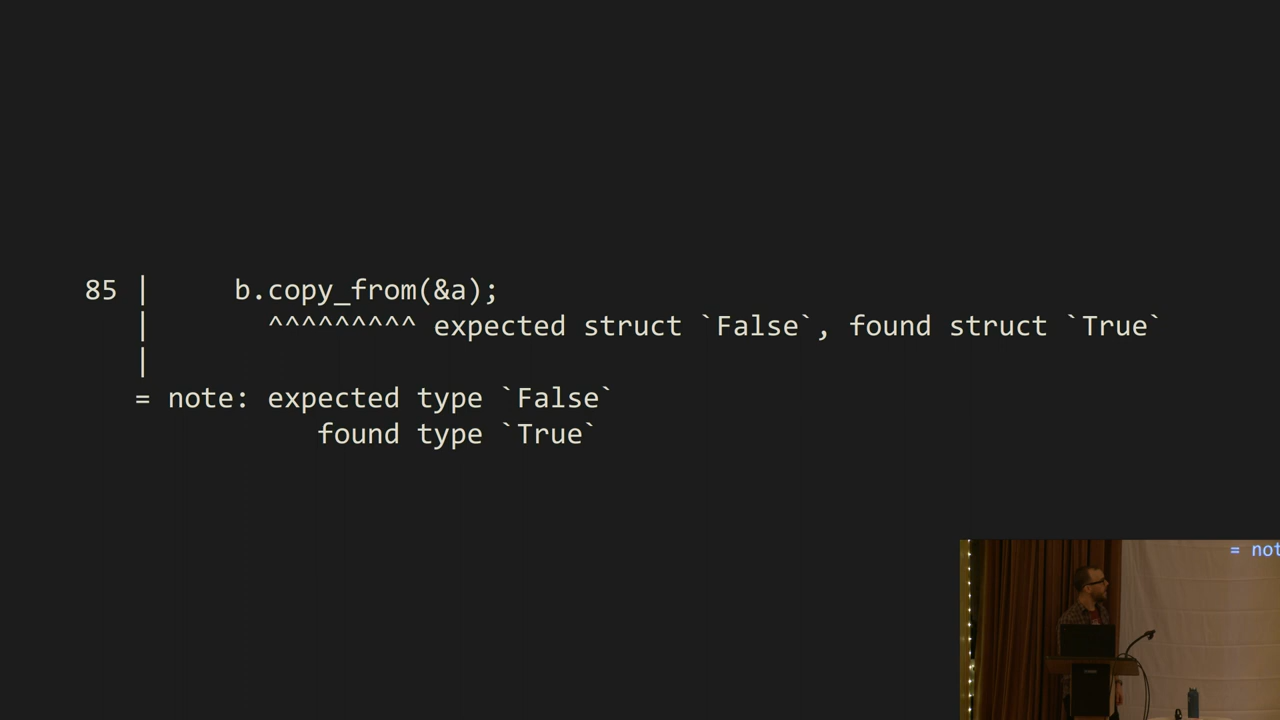 85 |     b.copy_from(&a);
   |       ^^^^^^^^^ expected struct `False`, found struct `True`
   |
   = note: expected type `False`
              found type `True`
= not